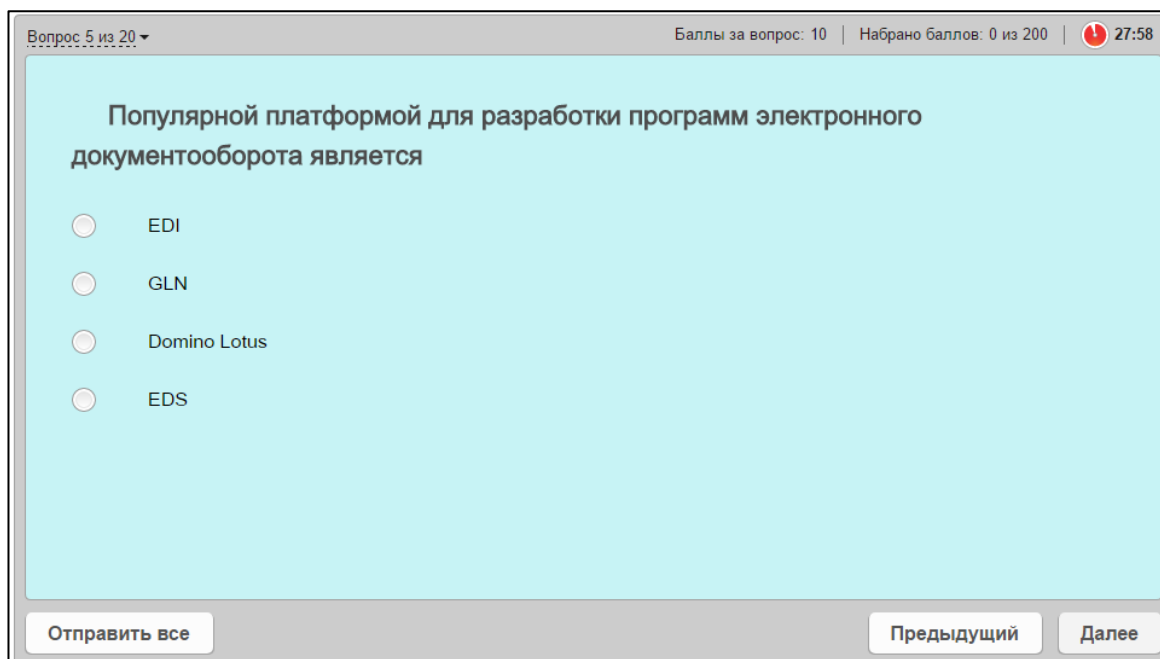 Вопрос 5 из 20
Баллы за вопрос: 10 | Набрано баллов: 0 из 200 | 27:58
Популярной платформой для разработки программ электронного
документооборота является
EDI
GLN
Domino Lotus
EDS
Отправить все
Предыдущий
Далее